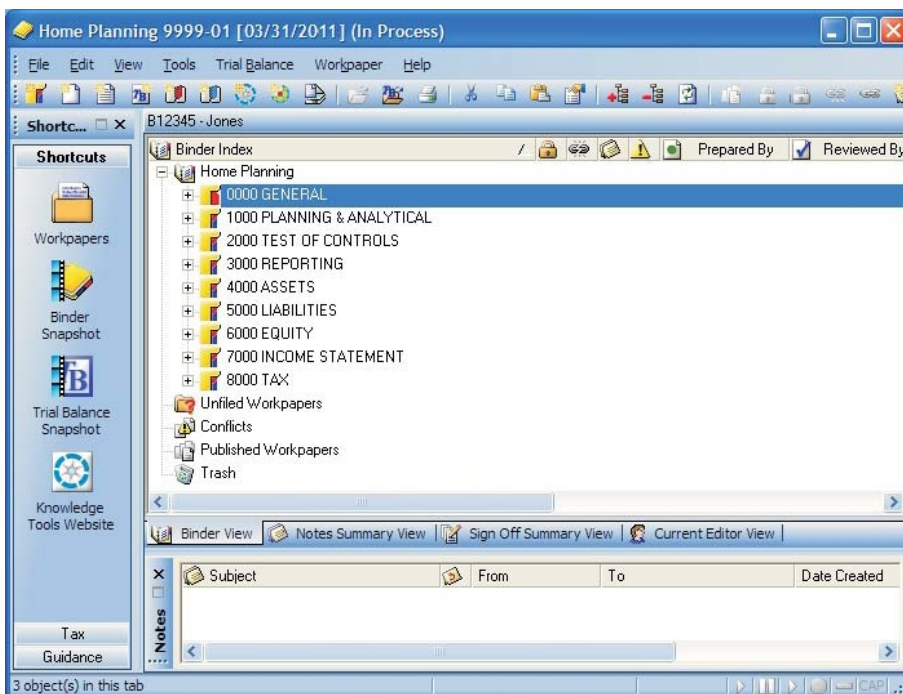 Home Planning 9999-01 [03/31/2011] (In Process)
File Edit View Tools Trial Balance Workpaper Help
Shortc...
B12345 - Jones
Shortcuts
Binder Index / Prepared By Reviewed By
Home Planning
0000 GENERAL
1000 PLANNING & ANALYTICAL
2000 TEST OF CONTROLS
3000 REPORTING
4000 ASSETS
5000 LIABILITIES
6000 EQUITY
7000 INCOME STATEMENT
8000 TAX
Unfiled Workpapers
Conflicts
Published Workpapers
Trash
Workpapers
Binder
Snapshot
TB
Trial Balance
Snapshot
Knowledge
Tools Website
Tax
Guidance
Binder View Notes Summary View Sign Off Summary View Current Editor View
Notes
Subject From To Date Created
3 object(s) in this tab
CAP